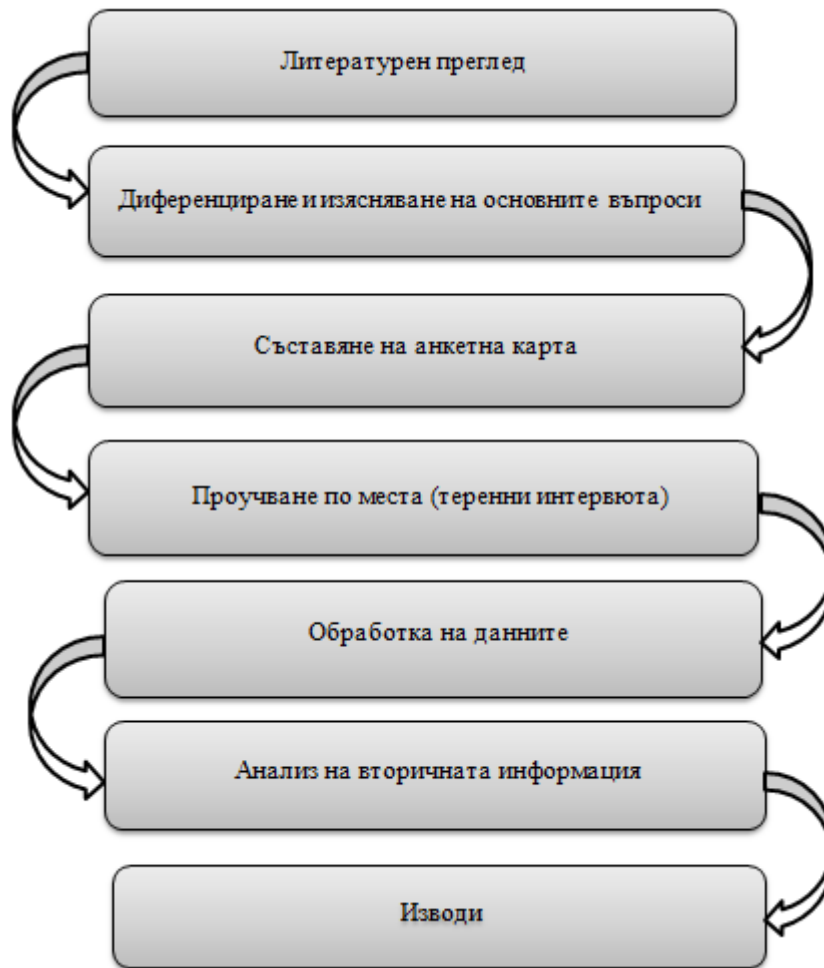 Литературен преглед
Диференциране и изясняване на основните въпроси
Съставяне на анкетна карта
Проучване по места (теренни интервюта)
Обработка на данните
Анализ на вторичната информация
Изводи